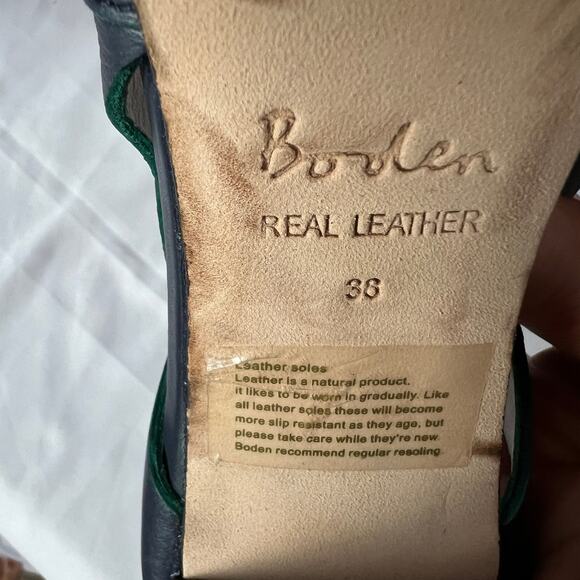 Boden
REAL LEATHER
36
Leather soles
Leather is a natural product,
it likes to be worn in gradually. Like
all leather soles these will become
more slip resistant as they age, but
please take care while they're new.
Boden recommend regular resoling.